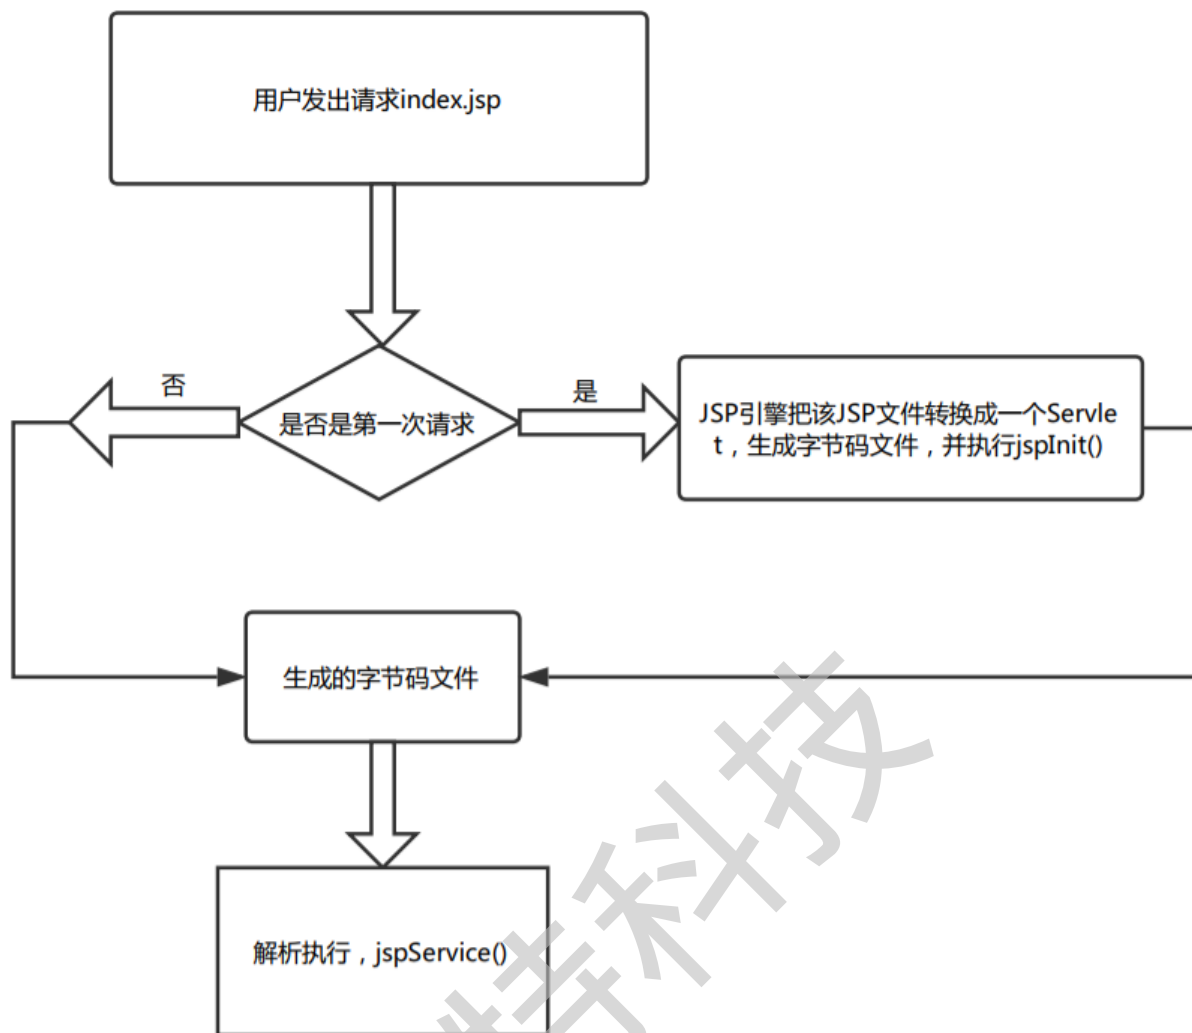 用户发出请求index.jsp
否
是否是第一次请求
是
JSP引擎把该JSP文件转换成一个Servle
t，生成字节码文件，并执行jspInit()
生成的字节码文件
解析执行，jspService()
特科技